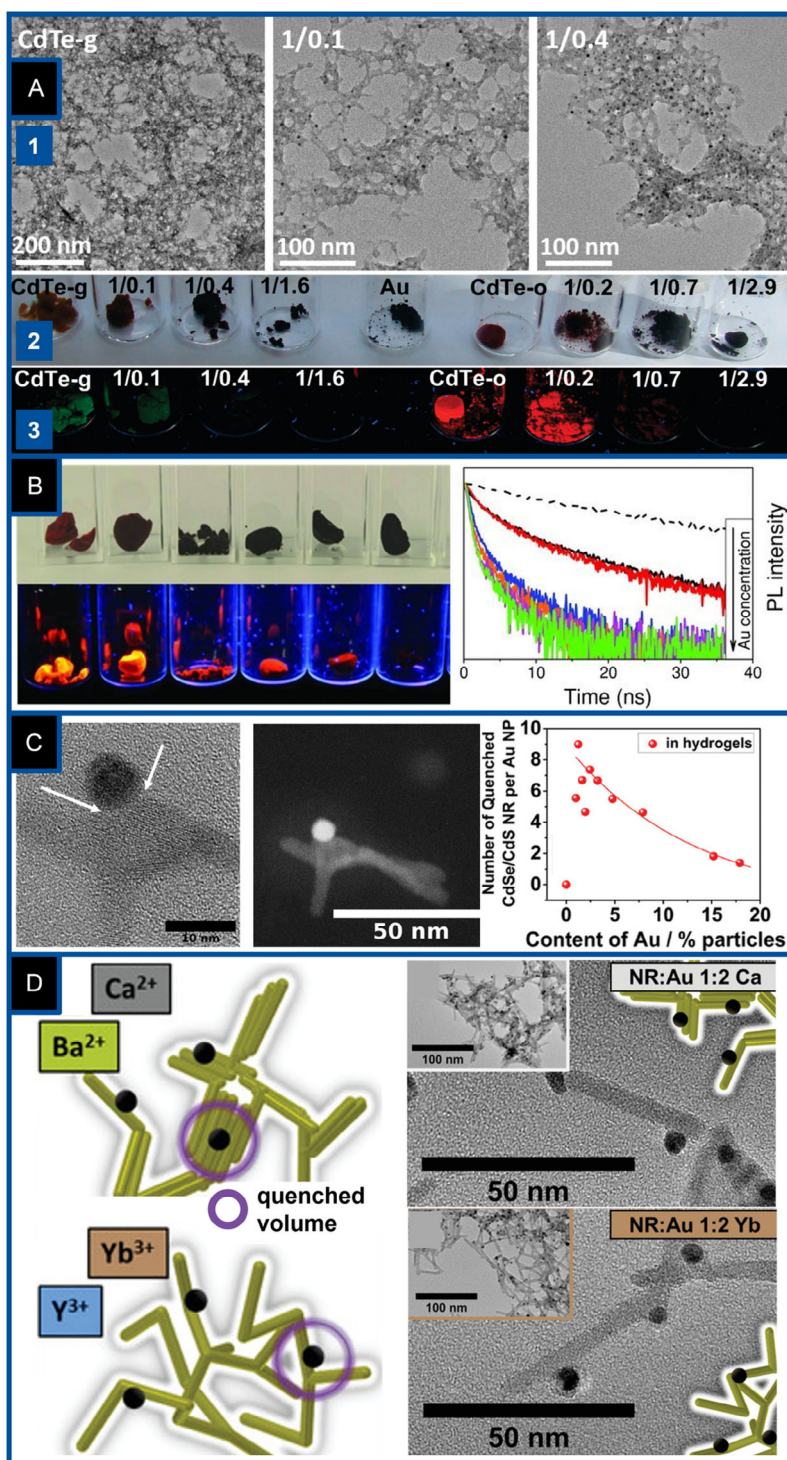 A
1
CdTe-g
1/0.1
1/0.4
200 nm
100 nm
100 nm
2
CdTe-g 1/0.1 1/0.4 1/1.6 Au CdTe-o 1/0.2 1/0.7 1/2.9
3
CdTe-g 1/0.1 1/0.4 1/1.6 CdTe-o 1/0.2 1/0.7 1/2.9
B
Au concentration
PL intensity
0 10 20 30 40
Time (ns)
C
10 nm
50 nm
Number of Quenched
CdSe/CdS NR per Au NP
10
8
6
4
2
0
in hydrogels
0 5 10 15 20
Content of Au / % particles
D
Ca²⁺
Ba²⁺
quenched
volume
Yb³⁺
Y³⁺
NR:Au 1:2 Ca
100 nm
50 nm
NR:Au 1:2 Yb
100 nm
50 nm